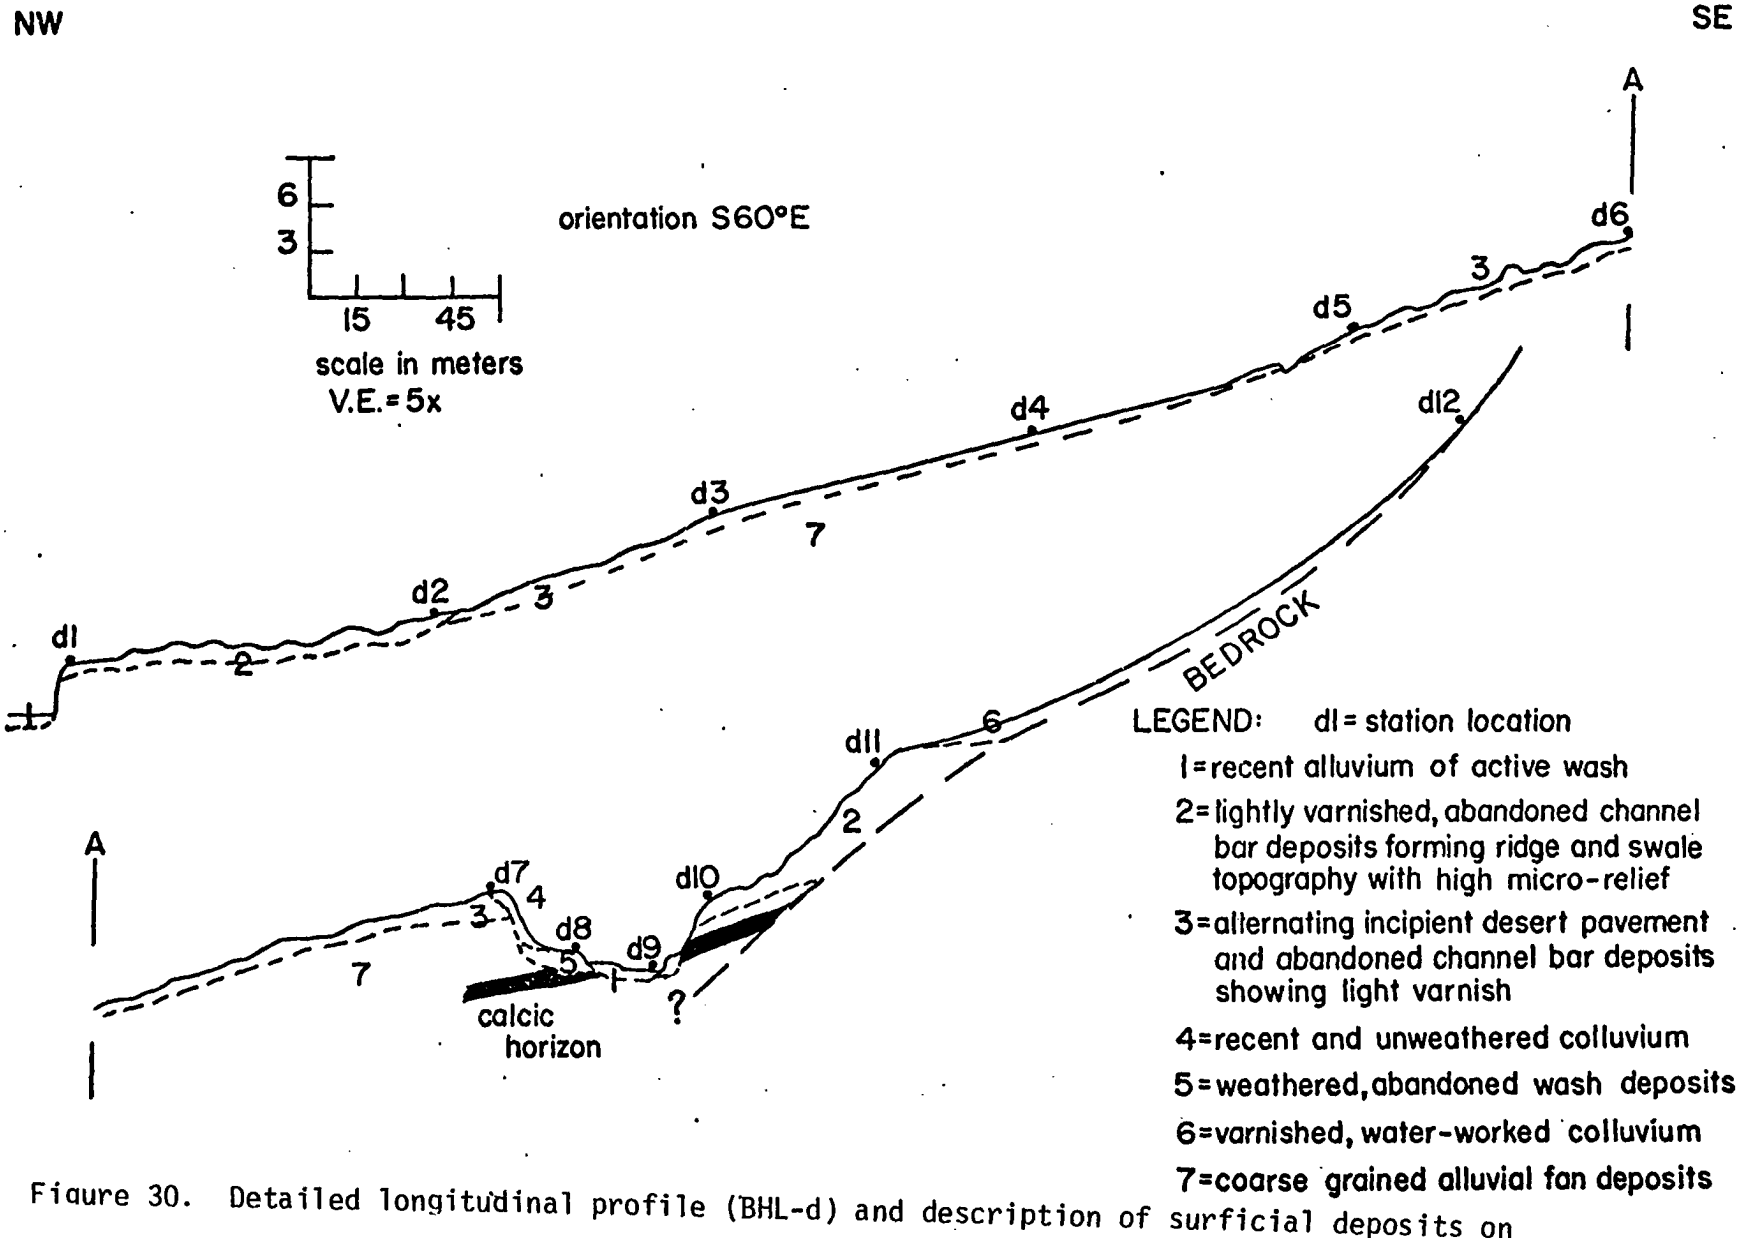 NW
SE
A
6
3
15 45
scale in meters
V.E.= 5x
orientation S60°E
d6
3
d5
d4
d3
7
d2
3
d1
2
1
d12
BEDROCK
6
d11
2
d10
A
d7
4
3
d8
d9
5
1
7
?
calcic
horizon
LEGEND: d1= station location
1=recent alluvium of active wash
2=lightly varnished, abandoned channel
bar deposits forming ridge and swale
topography with high micro-relief
3=alternating incipient desert pavement
and abandoned channel bar deposits
showing light varnish
4=recent and unweathered colluvium
5=weathered, abandoned wash deposits
6=varnished, water-worked colluvium
7=coarse grained alluvial fan deposits
Figure 30. Detailed longitudinal profile (BHL-d) and description of surficial deposits on